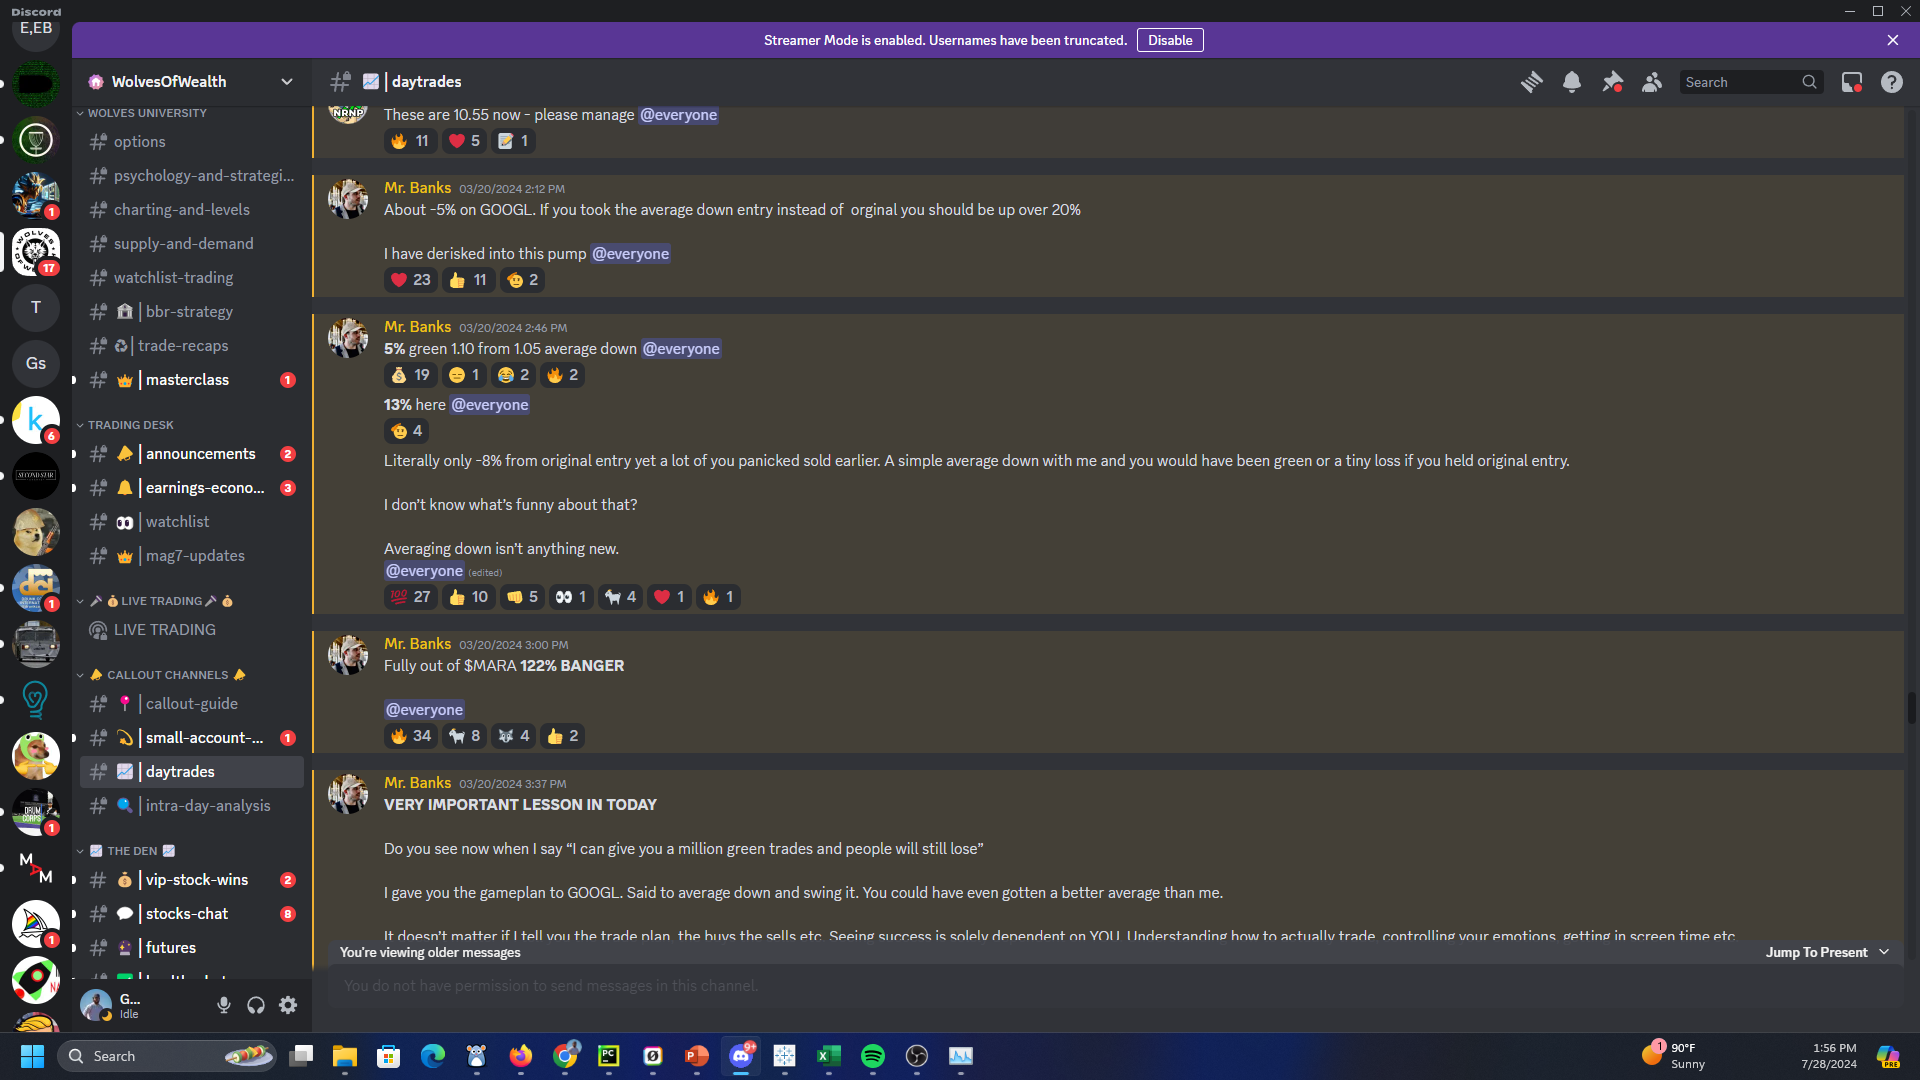 Discord
E,EB
Streamer Mode is enabled. Usernames have been truncated.
Disable
WolvesOfWealth
| daytrades
Search
WOLVES UNIVERSITY
options
psychology-and-strategi...
charting-and-levels
supply-and-demand
watchlist-trading
| bbr-strategy
| trade-recaps
| masterclass
1
TRADING DESK
| announcements
2
| earnings-econo...
3
| watchlist
| mag7-updates
LIVE TRADING
LIVE TRADING
CALLOUT CHANNELS
| callout-guide
| small-account-...
1
| daytrades
| intra-day-analysis
THE DEN
| vip-stock-wins
2
| stocks-chat
8
| futures
1
17
T
Gs
k
6
SECOND STAR
dci
1
DRUM
CORPS
1
M
A
M
1
G...
Idle
NRNP
These are 10.55 now - please manage @everyone
11
5
1
Mr. Banks 03/20/2024 2:12 PM
About -5% on GOOGL. If you took the average down entry instead of orginal you should be up over 20%
I have derisked into this pump @everyone
23
11
2
Mr. Banks 03/20/2024 2:46 PM
5% green 1.10 from 1.05 average down @everyone
19
1
2
2
13% here @everyone
4
Literally only -8% from original entry yet a lot of you panicked sold earlier. A simple average down with me and you would have been green or a tiny loss if you held original entry.
I don't know what's funny about that?
Averaging down isn't anything new.
@everyone (edited)
27
10
5
1
4
1
1
Mr. Banks 03/20/2024 3:00 PM
Fully out of $MARA 122% BANGER
@everyone
34
8
4
2
Mr. Banks 03/20/2024 3:37 PM
VERY IMPORTANT LESSON IN TODAY
Do you see now when I say “I can give you a million green trades and people will still lose”
I gave you the gameplan to GOOGL. Said to average down and swing it. You could have even gotten a better average than me.
It doesn't matter if I tell you the trade plan, the buys the sells etc. Seeing success is solely dependent on YOU. Understanding how to actually trade, controlling your emotions, getting in screen time etc.
You're viewing older messages
Jump To Present
You do not have permission to send messages in this channel.
Search
PC
P
9+
X
1
90°F
Sunny
1:56 PM
7/28/2024
PRE